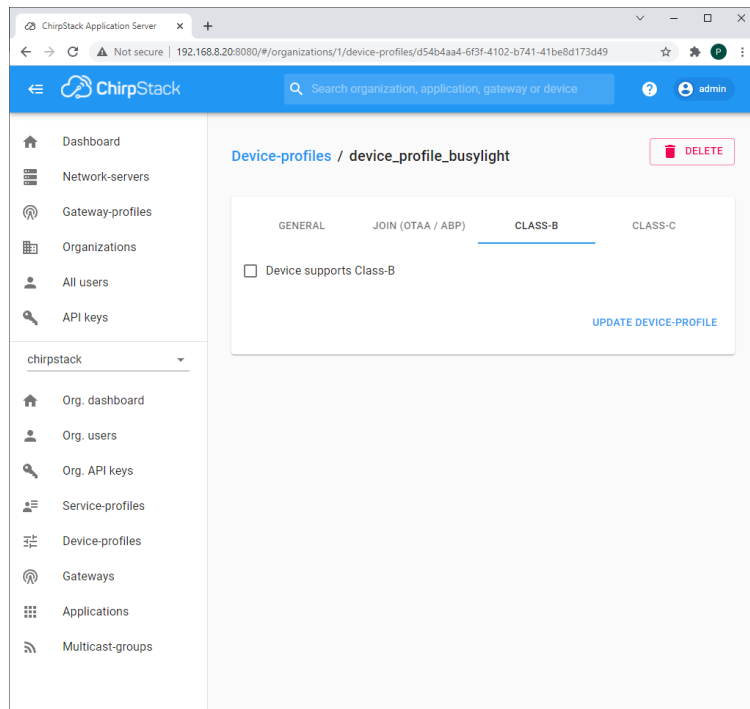 ChirpStack Application Server
Not secure | 192.168.8.20:8080/#/organizations/1/device-profiles/d54b4aa4-6f3f-4102-b741-41be8d173d49
P
ChirpStack
Search organization, application, gateway or device
? admin
Dashboard
Network-servers
Gateway-profiles
Organizations
All users
API keys
chirpstack
Org. dashboard
Org. users
Org. API keys
Service-profiles
Device-profiles
Gateways
Applications
Multicast-groups
Device-profiles / device_profile_busylight
DELETE
GENERAL JOIN (OTAA / ABP) CLASS-B CLASS-C
Device supports Class-B
UPDATE DEVICE-PROFILE